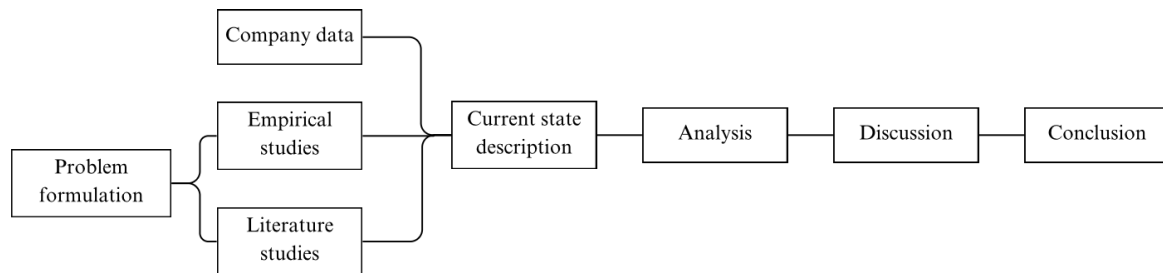 Company data
Empirical
studies
Problem
formulation
Literature
studies
Current state
description
Analysis
Discussion
Conclusion